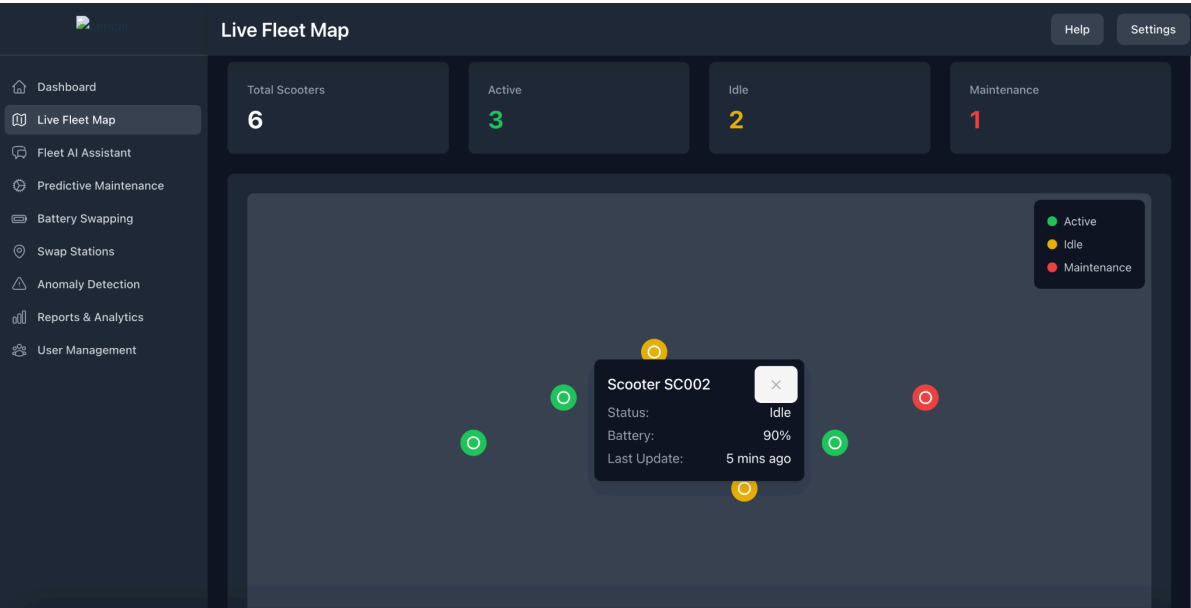 Live Fleet Map
Help
Settings
Dashboard
Live Fleet Map
Fleet AI Assistant
Predictive Maintenance
Battery Swapping
Swap Stations
Anomaly Detection
Reports & Analytics
User Management
Total Scooters
6
Active
3
Idle
2
Maintenance
1
Active
Idle
Maintenance
Scooter SC002
Status: Idle
Battery: 90%
Last Update: 5 mins ago